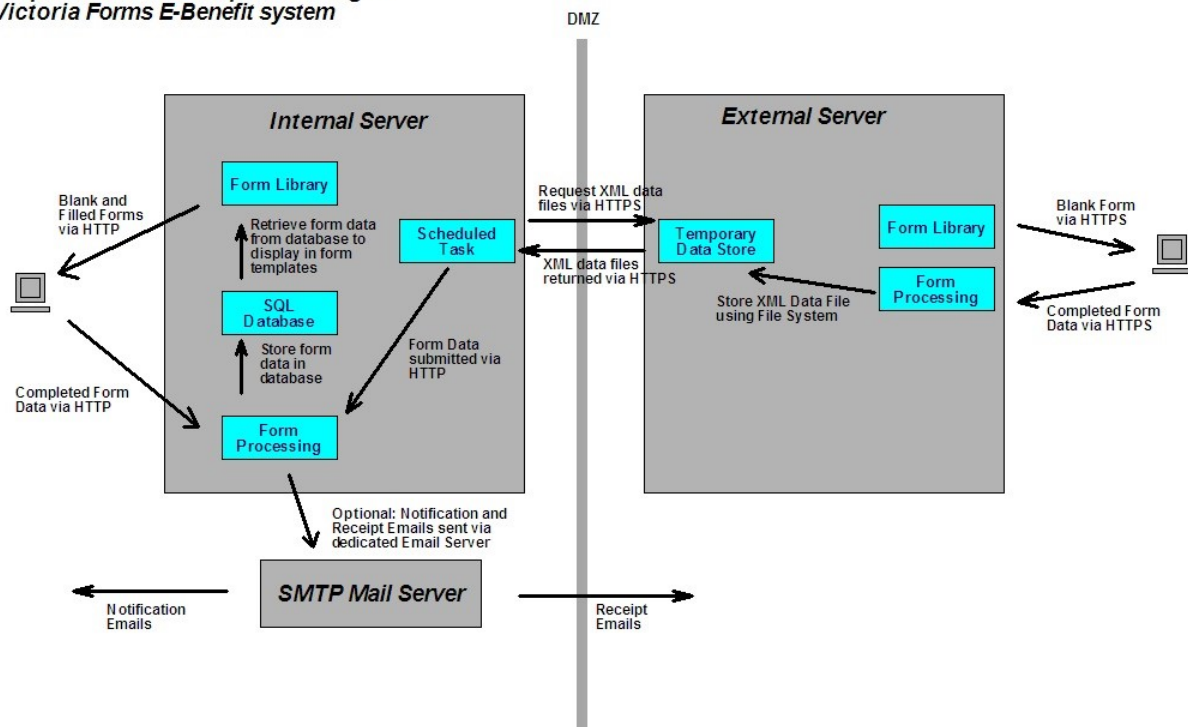 Victoria Forms E-Benefit system
DMZ
Internal Server
External Server
Form Library
Blank and
Filled Forms
via HTTP
Retrieve form data
from database to
display in form
templates
Scheduled
Task
Request XML data
files via HTTPS
XML data files
returned via HTTPS
Temporary
Data Store
Form Library
Blank Form
via HTTPS
Form
Processing
Store XML Data File
using File System
Completed Form
Data via HTTPS
SQL
Database
Store form
data in
database
Form Data
submitted via
HTTP
Completed Form
Data via HTTP
Form
Processing
Optional: Notification and
Receipt Emails sent via
dedicated Email Server
SMTP Mail Server
Notification
Emails
Receipt
Emails